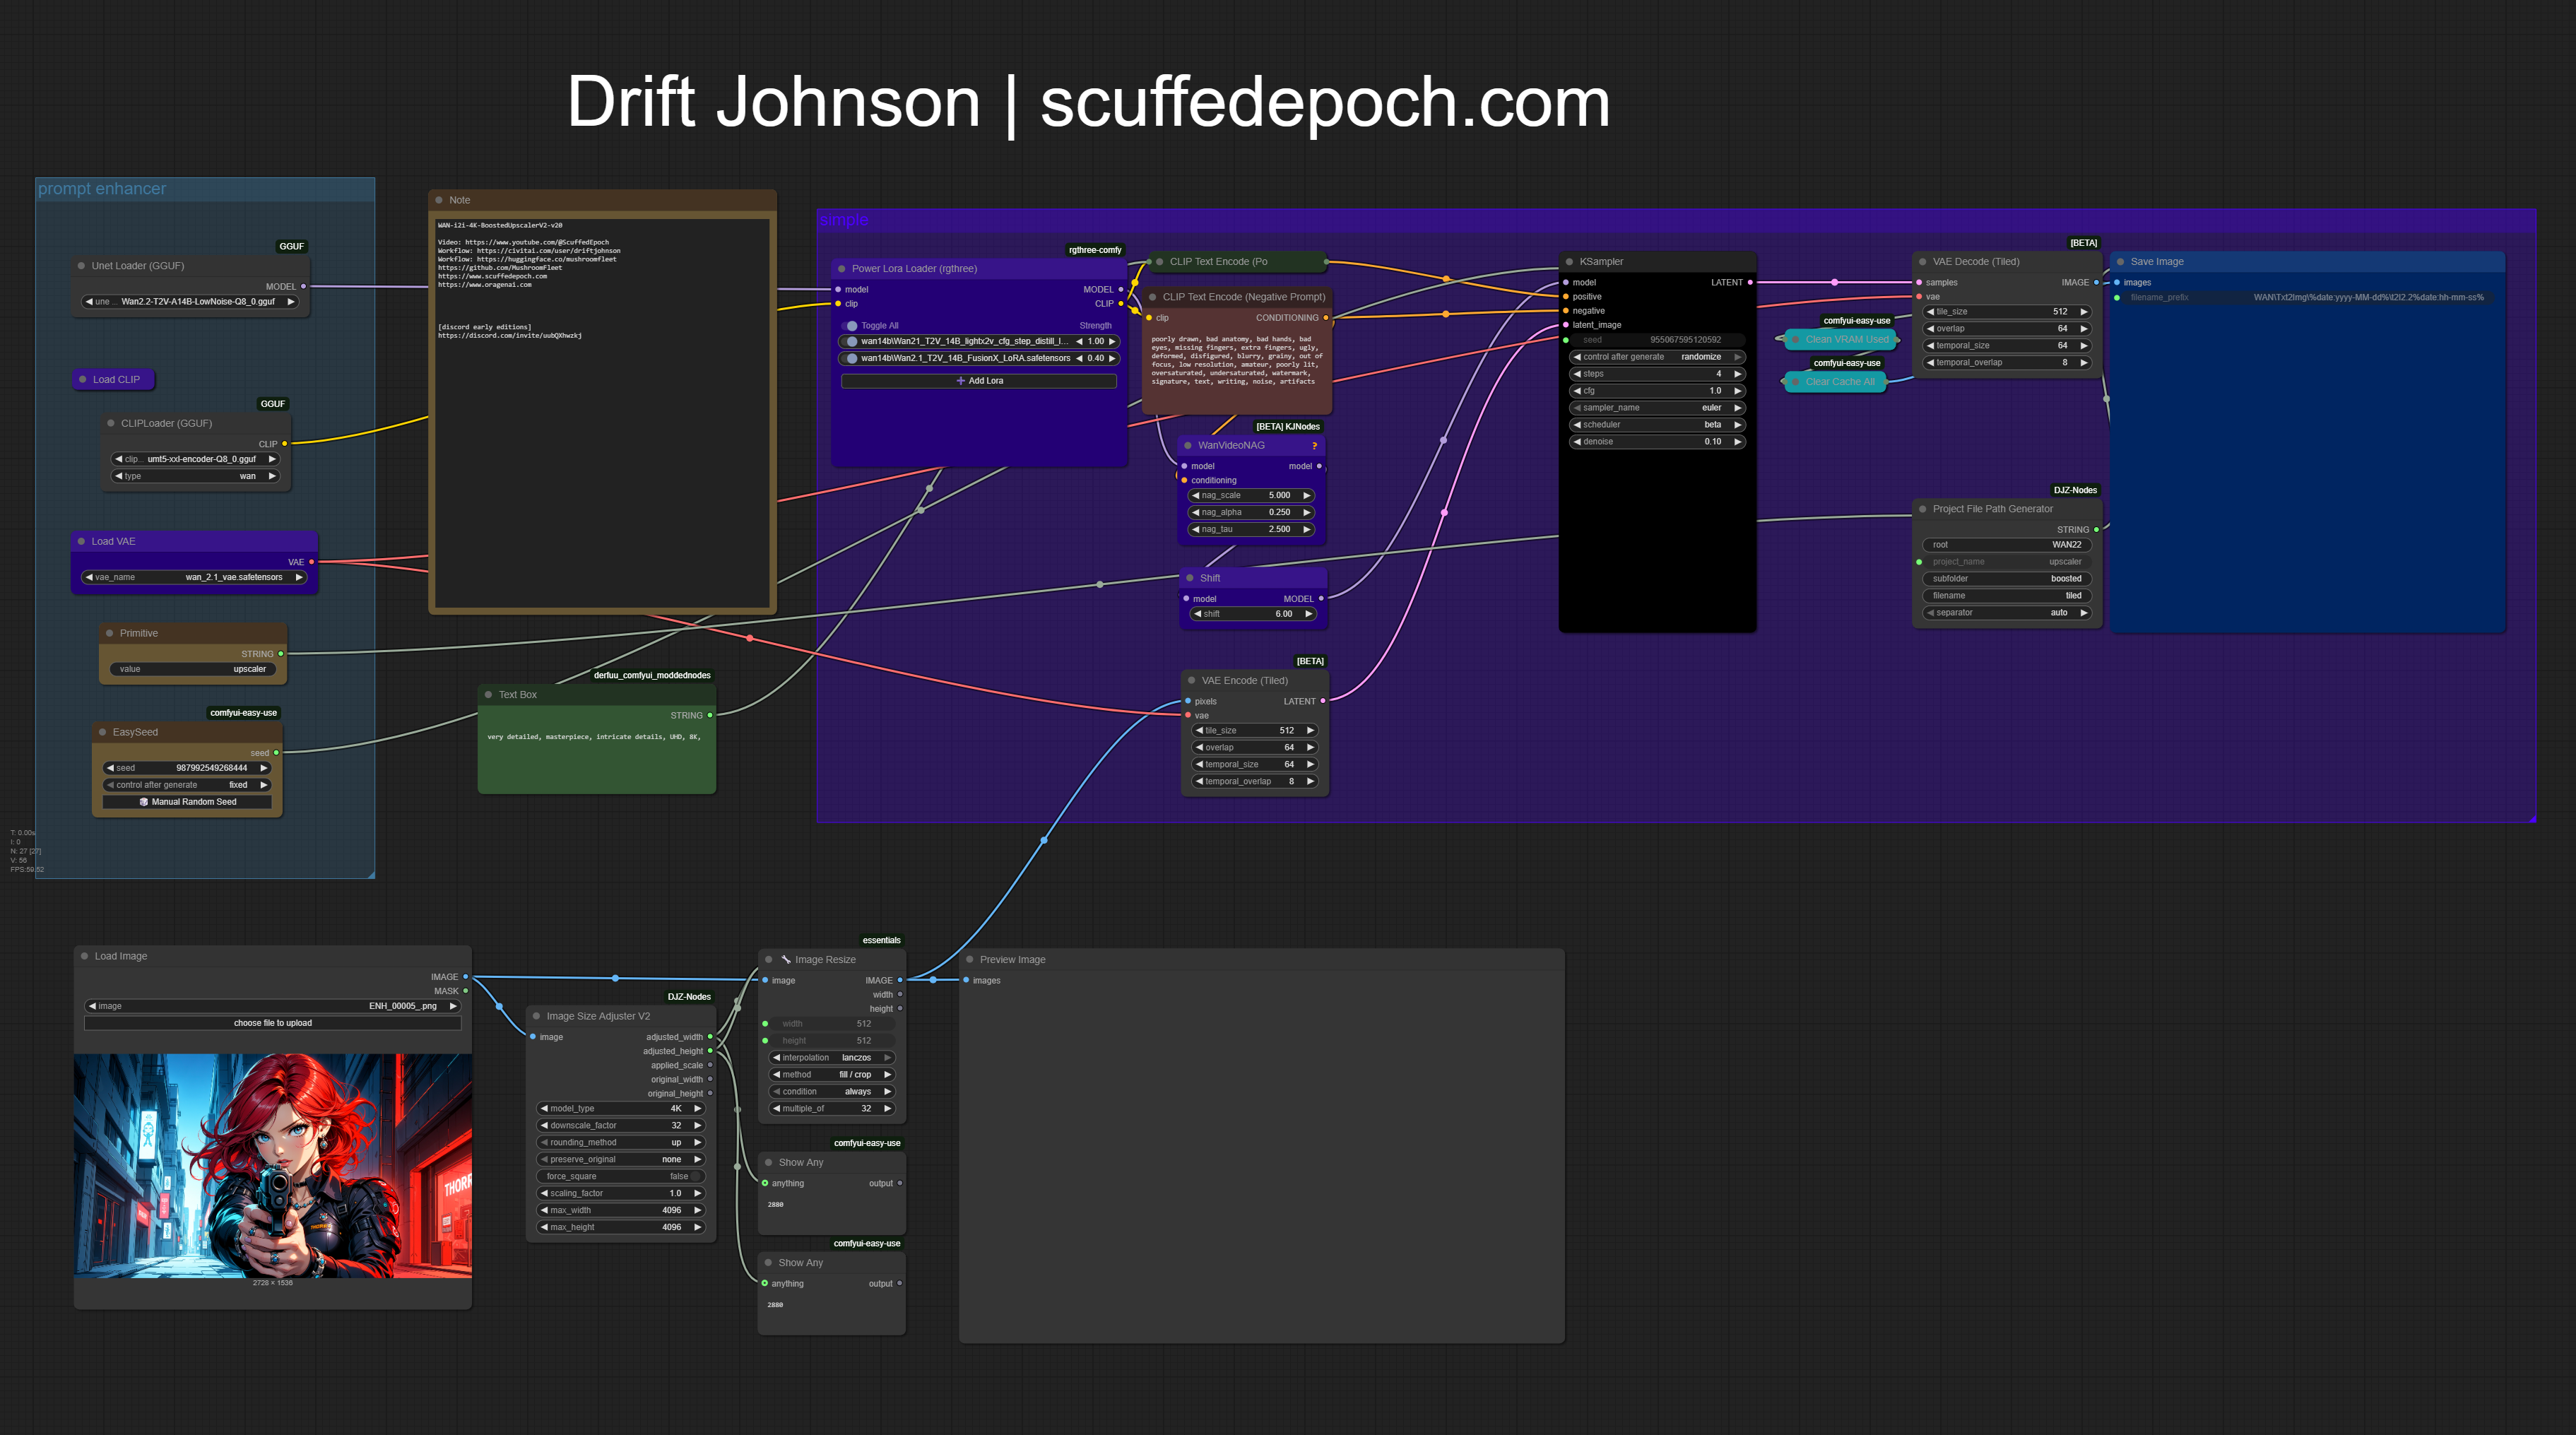 Drift Johnson | scuffedepoch.com
prompt enhancer
GGUF
Unet Loader (GGUF)
MODEL
une ... Wan2.2-T2V-A14B-LowNoise-Q8_0.gguf
Load CLIP
GGUF
CLIPLoader (GGUF)
CLIP
clip... umt5-xxl-encoder-Q8_0.gguf
type wan
Load VAE
VAE
vae_name wan_2.1_vae.safetensors
Primitive
STRING
value upscaler
comfyui-easy-use
EasySeed
seed
seed 987992549268444
control after generate fixed
Manual Random Seed
T: 0.00s
I: 0
N: 27 [27]
V: 56
FPS:59.52
Note
WAN-i2i-4K-BoostedUpscalerV2-v20
Video: https://www.youtube.com/@ScuffedEpoch
Workflow: https://civitai.com/user/driftjohnson
Workflow: https://huggingface.co/mushroomfleet
https://github.com/MushroomFleet
https://www.scuffedepoch.com
https://www.oragenai.com
[discord early editions]
https://discord.com/invite/uubQXhwzkj
derfuu_comfyui_moddednodes
Text Box
STRING
very detailed, masterpiece, intricate details, UHD, 8K,
simple
rgthree-comfy
Power Lora Loader (rgthree)
model MODEL
clip CLIP
Toggle All Strength
wan14b\Wan21_T2V_14B_lightx2v_cfg_step_distill_l... 1.00
wan14b\Wan2.1_T2V_14B_FusionX_LoRA.safetensors 0.40
Add Lora
CLIP Text Encode (Po
CLIP Text Encode (Negative Prompt)
clip CONDITIONING
poorly drawn, bad anatomy, bad hands, bad
eyes, missing fingers, extra fingers, ugly,
deformed, disfigured, blurry, grainy, out of
focus, low resolution, amateur, poorly lit,
oversaturated, undersaturated, watermark,
signature, text, writing, noise, artifacts
[BETA] KJNodes
WanVideoNAG ?
model model
conditioning
nag_scale 5.000
nag_alpha 0.250
nag_tau 2.500
Shift
model MODEL
shift 6.00
[BETA]
VAE Encode (Tiled)
pixels LATENT
vae
tile_size 512
overlap 64
temporal_size 64
temporal_overlap 8
KSampler
model LATENT
positive
negative
latent_image
seed 955067595120592
control after generate randomize
steps 4
cfg 1.0
sampler_name euler
scheduler beta
denoise 0.10
comfyui-easy-use
Clean VRAM Used
comfyui-easy-use
Clear Cache All
[BETA]
VAE Decode (Tiled)
samples IMAGE
vae
tile_size 512
overlap 64
temporal_size 64
temporal_overlap 8
DJZ-Nodes
Project File Path Generator
STRING
root WAN22
project_name upscaler
subfolder boosted
filename tiled
separator auto
Save Image
images
filename_prefix WAN\Txt2Img\%date:yyyy-MM-dd%\t2I2.2%date:hh-mm-ss%
Load Image
IMAGE
MASK
image ENH_00005_.png
choose file to upload
THORR
2728 × 1536
DJZ-Nodes
Image Size Adjuster V2
image adjusted_width
adjusted_height
applied_scale
original_width
original_height
model_type 4K
downscale_factor 32
rounding_method up
preserve_original none
force_square false
scaling_factor 1.0
max_width 4096
max_height 4096
essentials
Image Resize
image IMAGE
width
height
width 512
height 512
interpolation lanczos
method fill / crop
condition always
multiple_of 32
comfyui-easy-use
Show Any
anything output
2880
comfyui-easy-use
Show Any
anything output
2880
Preview Image
images